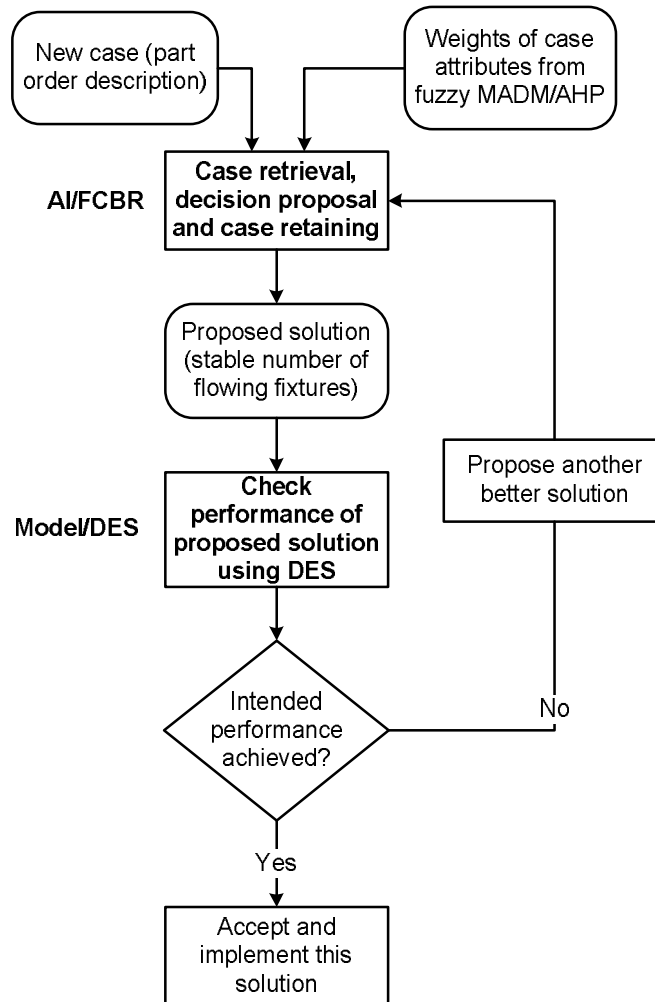 New case (part
order description)
Weights of case
attributes from
fuzzy MADM/AHP
AI/FCBR
Case retrieval,
decision proposal
and case retaining
Proposed solution
(stable number of
flowing fixtures)
Propose another
better solution
Model/DES
Check
performance of
proposed solution
using DES
Intended
performance
achieved?
No
Yes
Accept and
implement this
solution